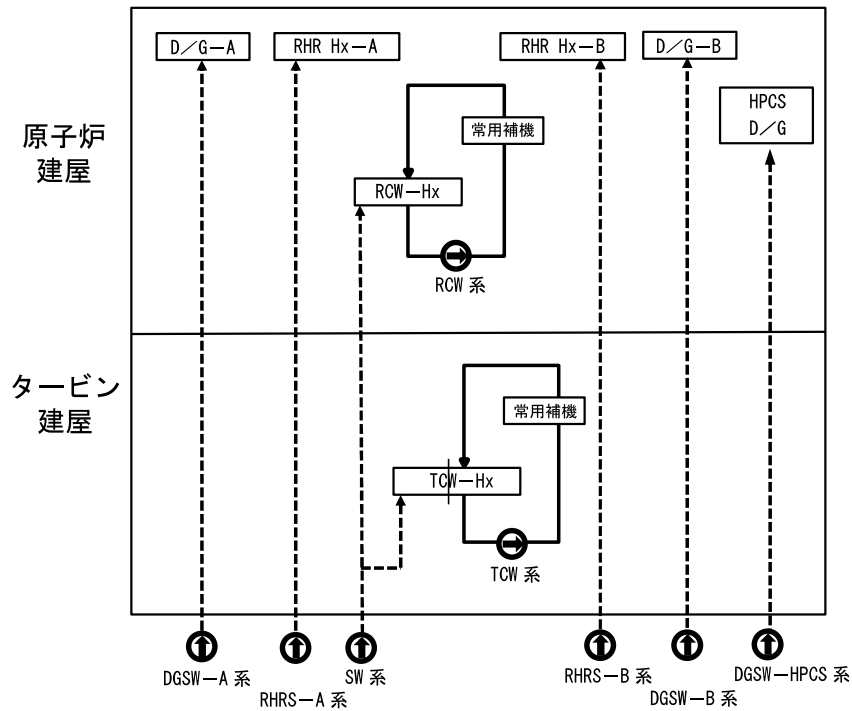 D/G—A
RHR Hx—A
RHR Hx—B
D/G—B
HPCS
D/G
原子炉
建屋
常用補機
RCW—Hx
RCW 系
タービン
建屋
常用補機
TCW—Hx
TCW 系
DGSW—A 系
RHRS—A 系
SW 系
RHRS—B 系
DGSW—B 系
DGSW—HPCS 系